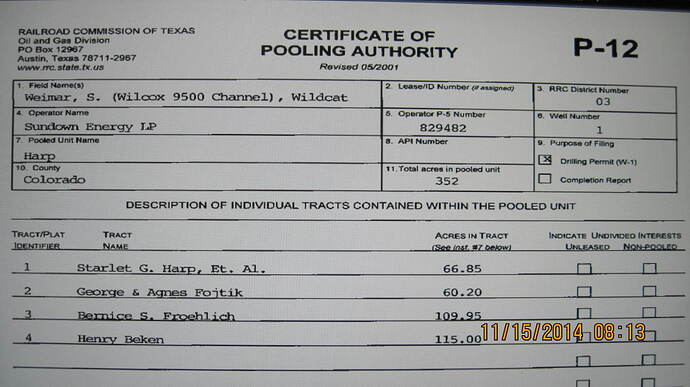 RAILROAD COMMISSION OF TEXAS
Oil and Gas Division
PO Box 12967
Austin, Texas 78711-2967
www.rrc.state.tx.us
CERTIFICATE OF
POOLING AUTHORITY
Revised 05/2001
P-12
1. Field Name(s)
Weimar, S. (Wilcox 9500 Channel), Wildcat
2. Lease/ID Number (if assigned)
3. RRC District Number
03
4. Operator Name
Sundown Energy LP
5. Operator P-5 Number
829482
6. Well Number
1
7. Pooled Unit Name
Harp
8. API Number
9. Purpose of Filing
X Drilling Permit (W-1)
Completion Report
10. County
Colorado
11. Total acres in pooled unit
352
DESCRIPTION OF INDIVIDUAL TRACTS CONTAINED WITHIN THE POOLED UNIT
TRACT/PLAT IDENTIFIER
TRACT NAME
ACRES IN TRACT
(See inst. #7 below)
INDICATE UNDIVIDED INTERESTS
UNLEASED NON-POOLED
1 Starlet G. Harp, Et. Al. 66.85
2 George & Agnes Fojtik 60.20
3 Bernice S. Froehlich 109.95
4 Henry Beken 115.00
11/15/2014 08:13